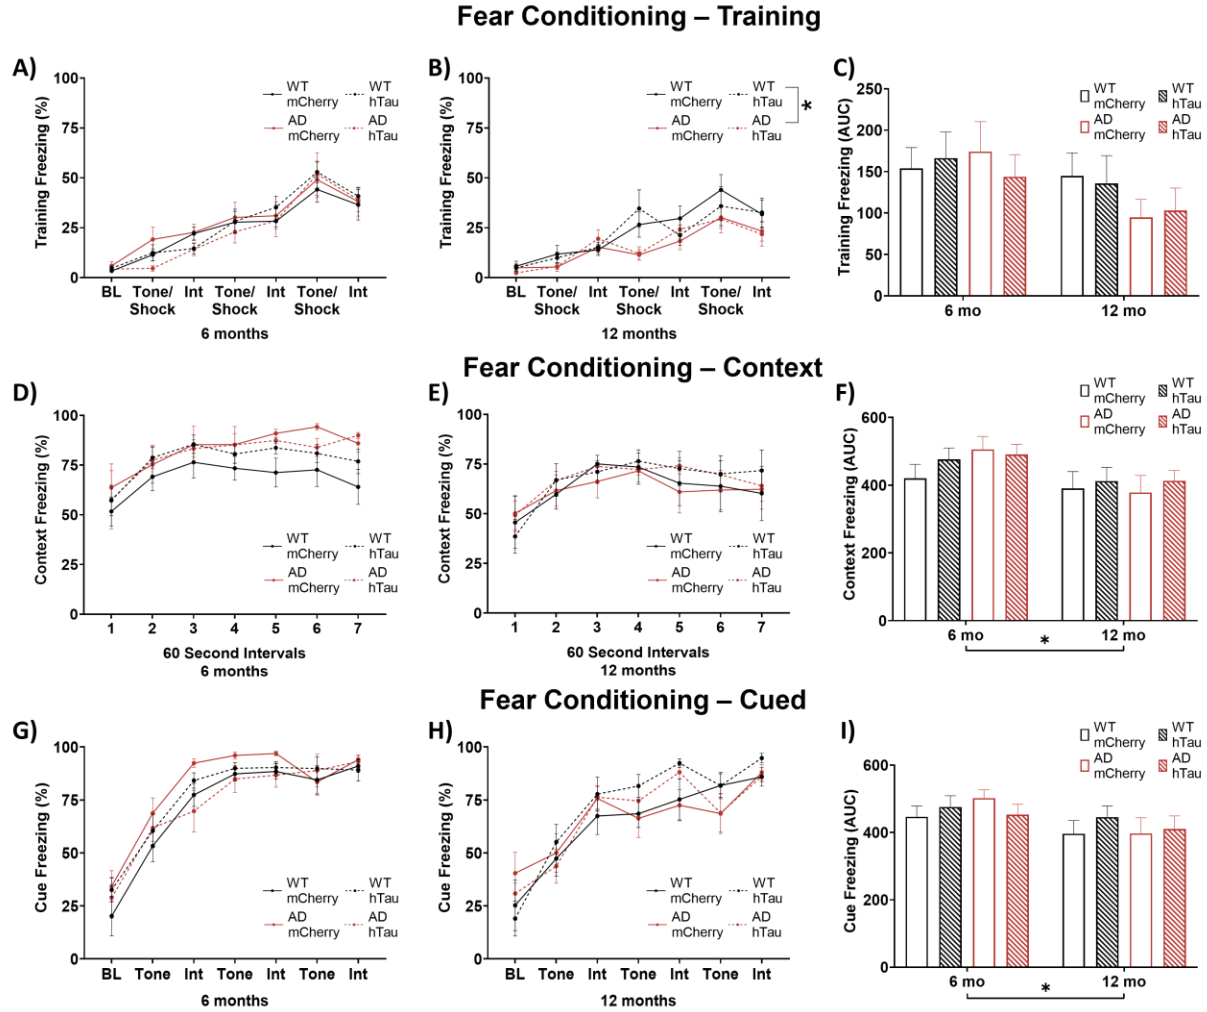 Fear Conditioning – Training
A)
Training Freezing (%)
100
75
50
25
0
WT mCherry
WT hTau
AD mCherry
AD hTau
BL Tone/Shock Int Tone/Shock Int Tone/Shock Int
6 months
B)
Training Freezing (%)
100
75
50
25
0
WT mCherry
WT hTau
AD mCherry
AD hTau
*
BL Tone/Shock Int Tone/Shock Int Tone/Shock Int
12 months
C)
Training Freezing (AUC)
250
200
150
100
50
0
WT mCherry
WT hTau
AD mCherry
AD hTau
6 mo 12 mo
Fear Conditioning – Context
D)
Context Freezing (%)
100
75
50
25
0
WT mCherry
WT hTau
AD mCherry
AD hTau
1 2 3 4 5 6 7
60 Second Intervals
6 months
E)
Context Freezing (%)
100
75
50
25
0
WT mCherry
WT hTau
AD mCherry
AD hTau
1 2 3 4 5 6 7
60 Second Intervals
12 months
F)
Context Freezing (AUC)
600
400
200
0
WT mCherry
WT hTau
AD mCherry
AD hTau
6 mo 12 mo
*
Fear Conditioning – Cued
G)
Cue Freezing (%)
100
75
50
25
0
WT mCherry
WT hTau
AD mCherry
AD hTau
BL Tone Int Tone Int Tone Int
6 months
H)
Cue Freezing (%)
100
75
50
25
0
WT mCherry
WT hTau
AD mCherry
AD hTau
BL Tone Int Tone Int Tone Int
12 months
I)
Cue Freezing (AUC)
600
400
200
0
WT mCherry
WT hTau
AD mCherry
AD hTau
6 mo 12 mo
*